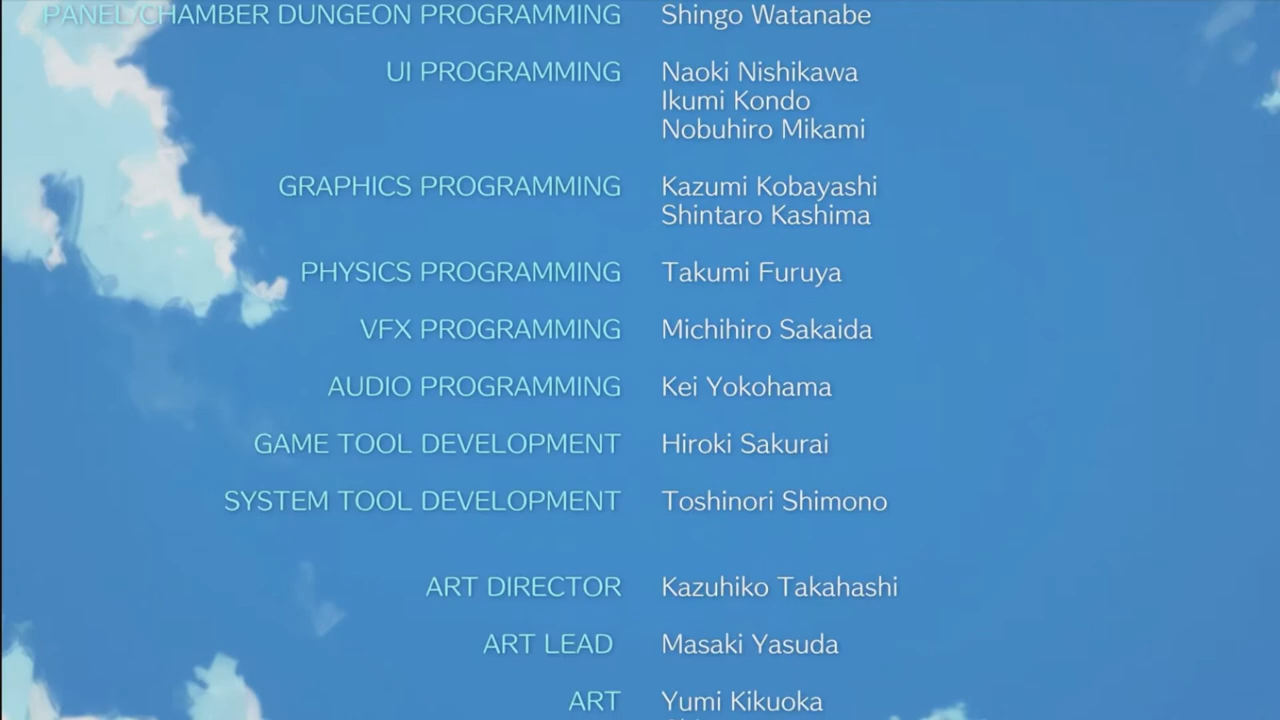 PANEL/CHAMBER DUNGEON PROGRAMMING Shingo Watanabe
UI PROGRAMMING Naoki Nishikawa
Ikumi Kondo
Nobuhiro Mikami
GRAPHICS PROGRAMMING Kazumi Kobayashi
Shintaro Kashima
PHYSICS PROGRAMMING Takumi Furuya
VFX PROGRAMMING Michihiro Sakaida
AUDIO PROGRAMMING Kei Yokohama
GAME TOOL DEVELOPMENT Hiroki Sakurai
SYSTEM TOOL DEVELOPMENT Toshinori Shimono
ART DIRECTOR Kazuhiko Takahashi
ART LEAD Masaki Yasuda
ART Yumi Kikuoka